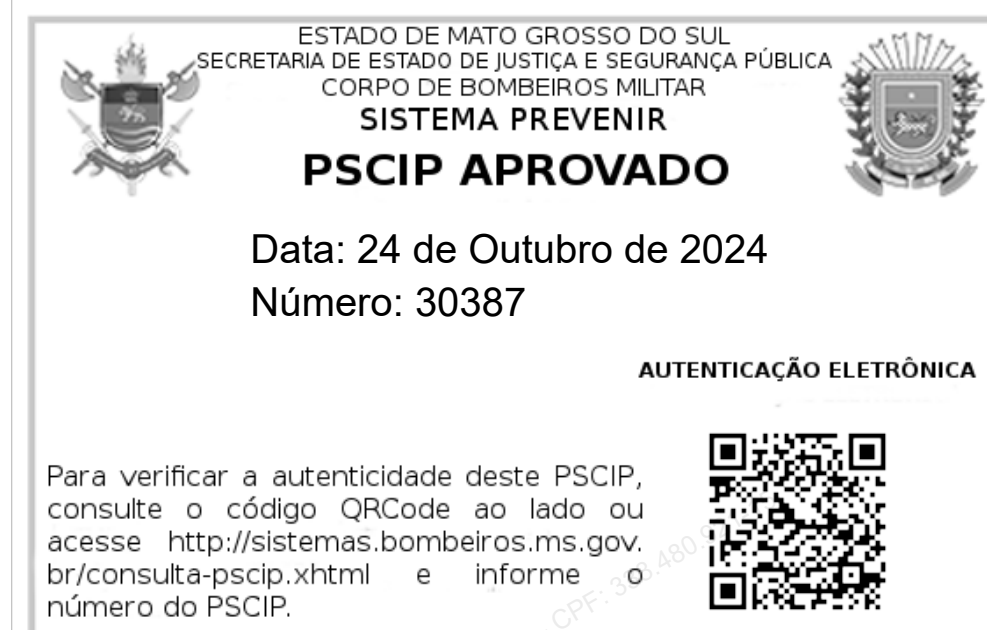 ESTADO DE MATO GROSSO DO SUL
SECRETARIA DE ESTADO DE JUSTIÇA E SEGURANÇA PÚBLICA
CORPO DE BOMBEIROS MILITAR
SISTEMA PREVENIR
PSCIP APROVADO
Data: 24 de Outubro de 2024
Número: 30387
AUTENTICAÇÃO ELETRÔNICA
Para verificar a autenticidade deste PSCIP,
consulte o código QRCode ao lado ou
acesse http://sistemas.bombeiros.ms.gov.
br/consulta-pscip.xhtml e informe o
número do PSCIP.
CPF: